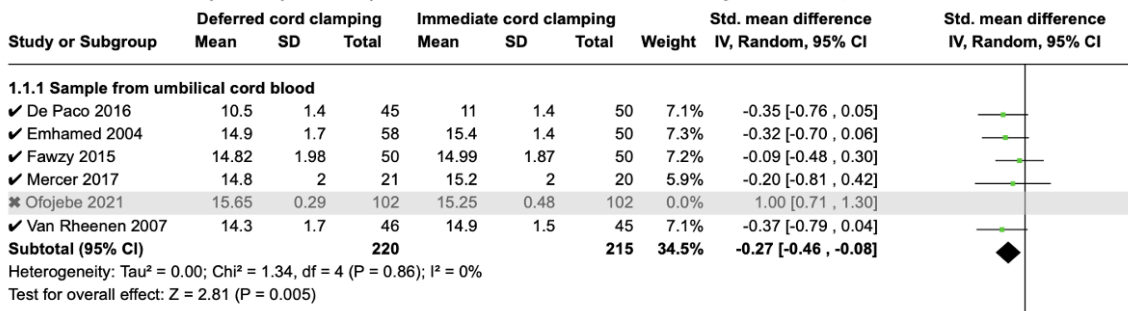 Deferred cord clamping Immediate cord clamping Std. mean difference Std. mean difference
Study or Subgroup Mean SD Total Mean SD Total Weight IV, Random, 95% CI IV, Random, 95% CI
1.1.1 Sample from umbilical cord blood
✔ De Paco 2016 10.5 1.4 45 11 1.4 50 7.1% -0.35 [-0.76 , 0.05]
✔ Emhamed 2004 14.9 1.7 58 15.4 1.4 50 7.3% -0.32 [-0.70 , 0.06]
✔ Fawzy 2015 14.82 1.98 50 14.99 1.87 50 7.2% -0.09 [-0.48 , 0.30]
✔ Mercer 2017 14.8 2 21 15.2 2 20 5.9% -0.20 [-0.81 , 0.42]
✖ Ofojebe 2021 15.65 0.29 102 15.25 0.48 102 0.0% 1.00 [0.71 , 1.30]
✔ Van Rheenen 2007 14.3 1.7 46 14.9 1.5 45 7.1% -0.37 [-0.79 , 0.04]
Subtotal (95% CI) 220 215 34.5% -0.27 [-0.46 , -0.08]
Heterogeneity: Tau² = 0.00; Chi² = 1.34, df = 4 (P = 0.86); I² = 0%
Test for overall effect: Z = 2.81 (P = 0.005)